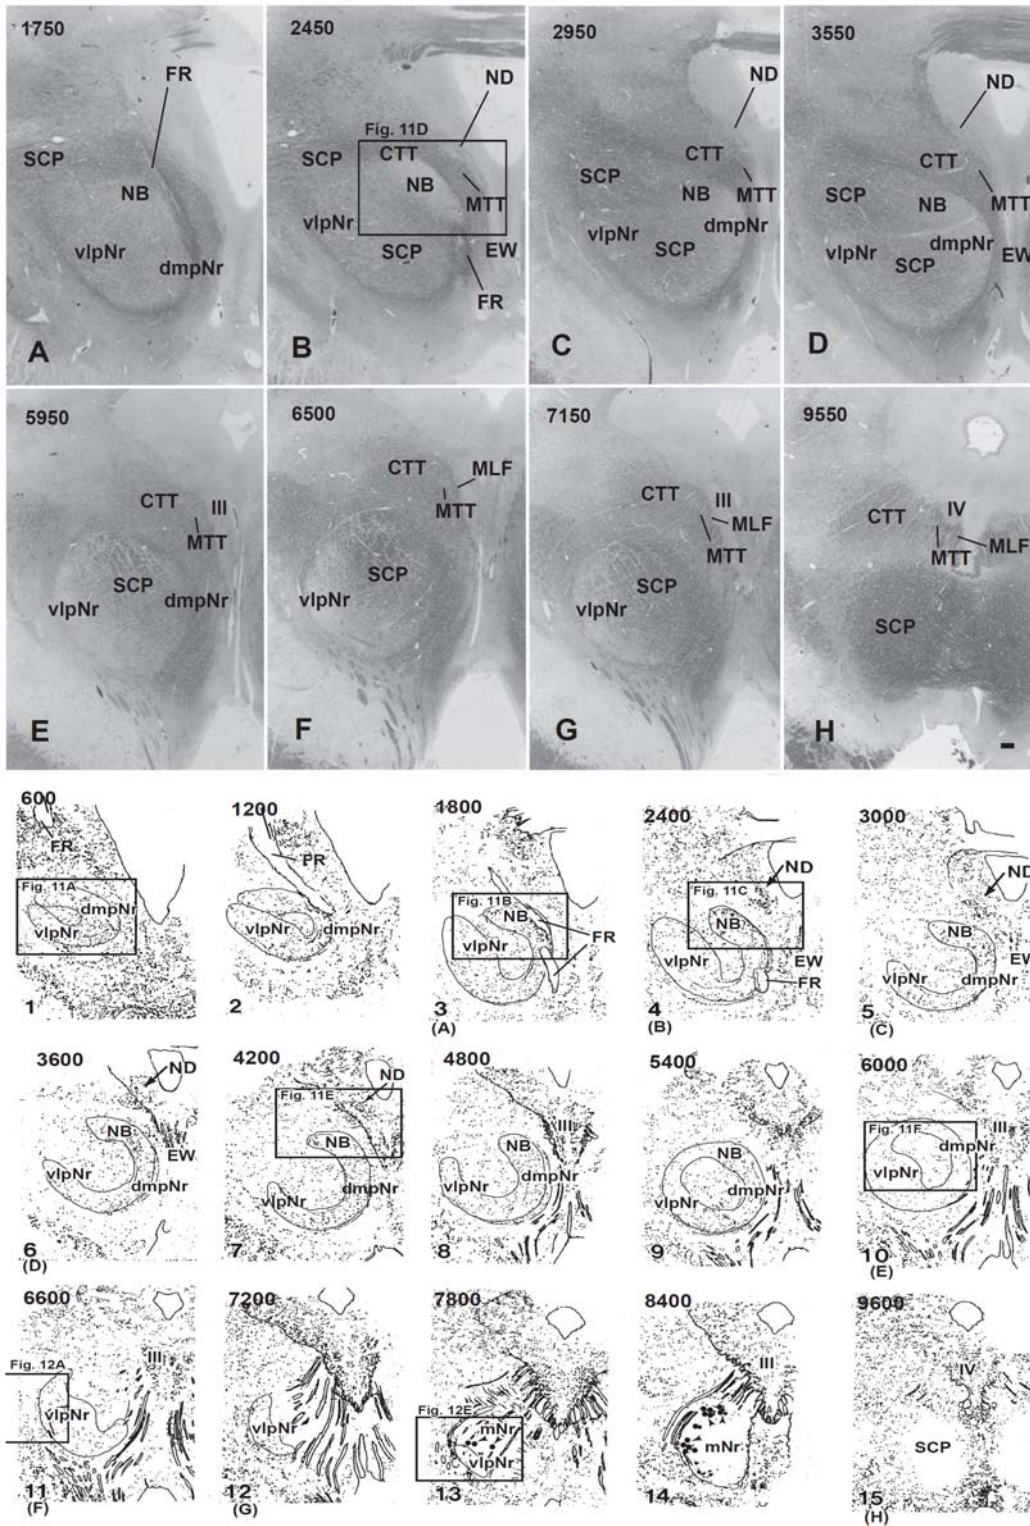 1750
FR
SCP
NB
vlpNr
dmpNr
A
2450
ND
SCP
Fig. 11D
CTT
NB
MTT
vlpNr
SCP
EW
FR
B
2950
ND
CTT
SCP
NB
MTT
dmpNr
vlpNr
SCP
C
3550
ND
CTT
SCP
NB
MTT
dmpNr
vlpNr
EW
SCP
D
5950
CTT
III
MTT
SCP
vlpNr
dmpNr
E
6500
CTT
MLF
MTT
SCP
vlpNr
F
7150
CTT
III
MLF
MTT
vlpNr
G
9550
CTT
IV
MTT
MLF
SCP
H
600
FR
Fig. 11A
dmpNr
vlpNr
1
1200
FR
vlpNr
dmpNr
2
1800
Fig. 11B
NB
FR
vlpNr
3
(A)
2400
ND
Fig. 11C
NB
vlpNr
EW
FR
4
(B)
3000
ND
NB
EW
vlpNr
dmpNr
5
(C)
3600
ND
NB
EW
vlpNr
dmpNr
6
(D)
4200
ND
Fig. 11E
NB
vlpNr
dmpNr
7
4800
III
NB
vlpNr
dmpNr
8
5400
NB
vlpNr
dmpNr
9
6000
Fig. 11F
III
dmpNr
vlpNr
10
(E)
6600
III
Fig. 12A
vlpNr
11
(F)
7200
vlpNr
12
(G)
7800
Fig. 12E
mNr
vlpNr
13
8400
III
mNr
14
9600
IV
SCP
15
(H)